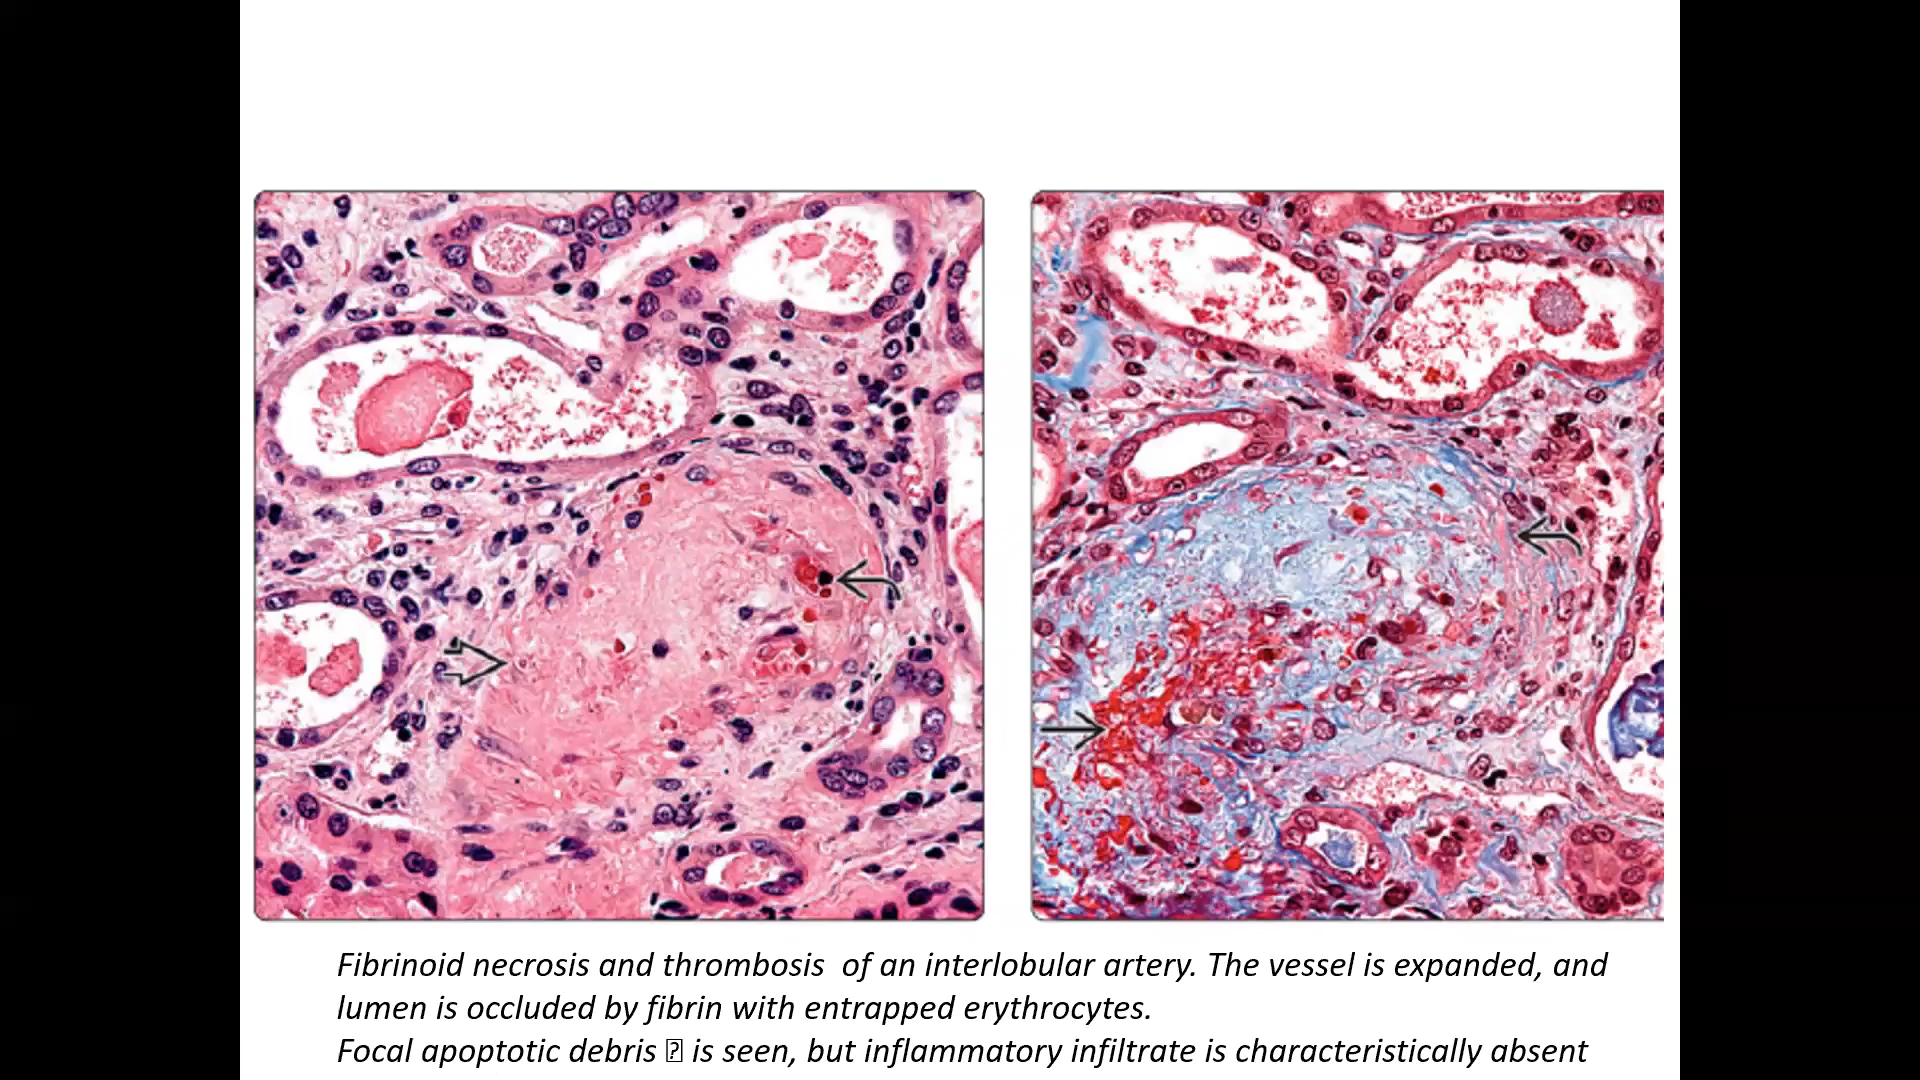 Fibrinoid necrosis and thrombosis  of an interlobular artery. The vessel is expanded, and
lumen is occluded by fibrin with entrapped erythrocytes.
Focal apoptotic debris ⍰ is seen, but inflammatory infiltrate is characteristically absent